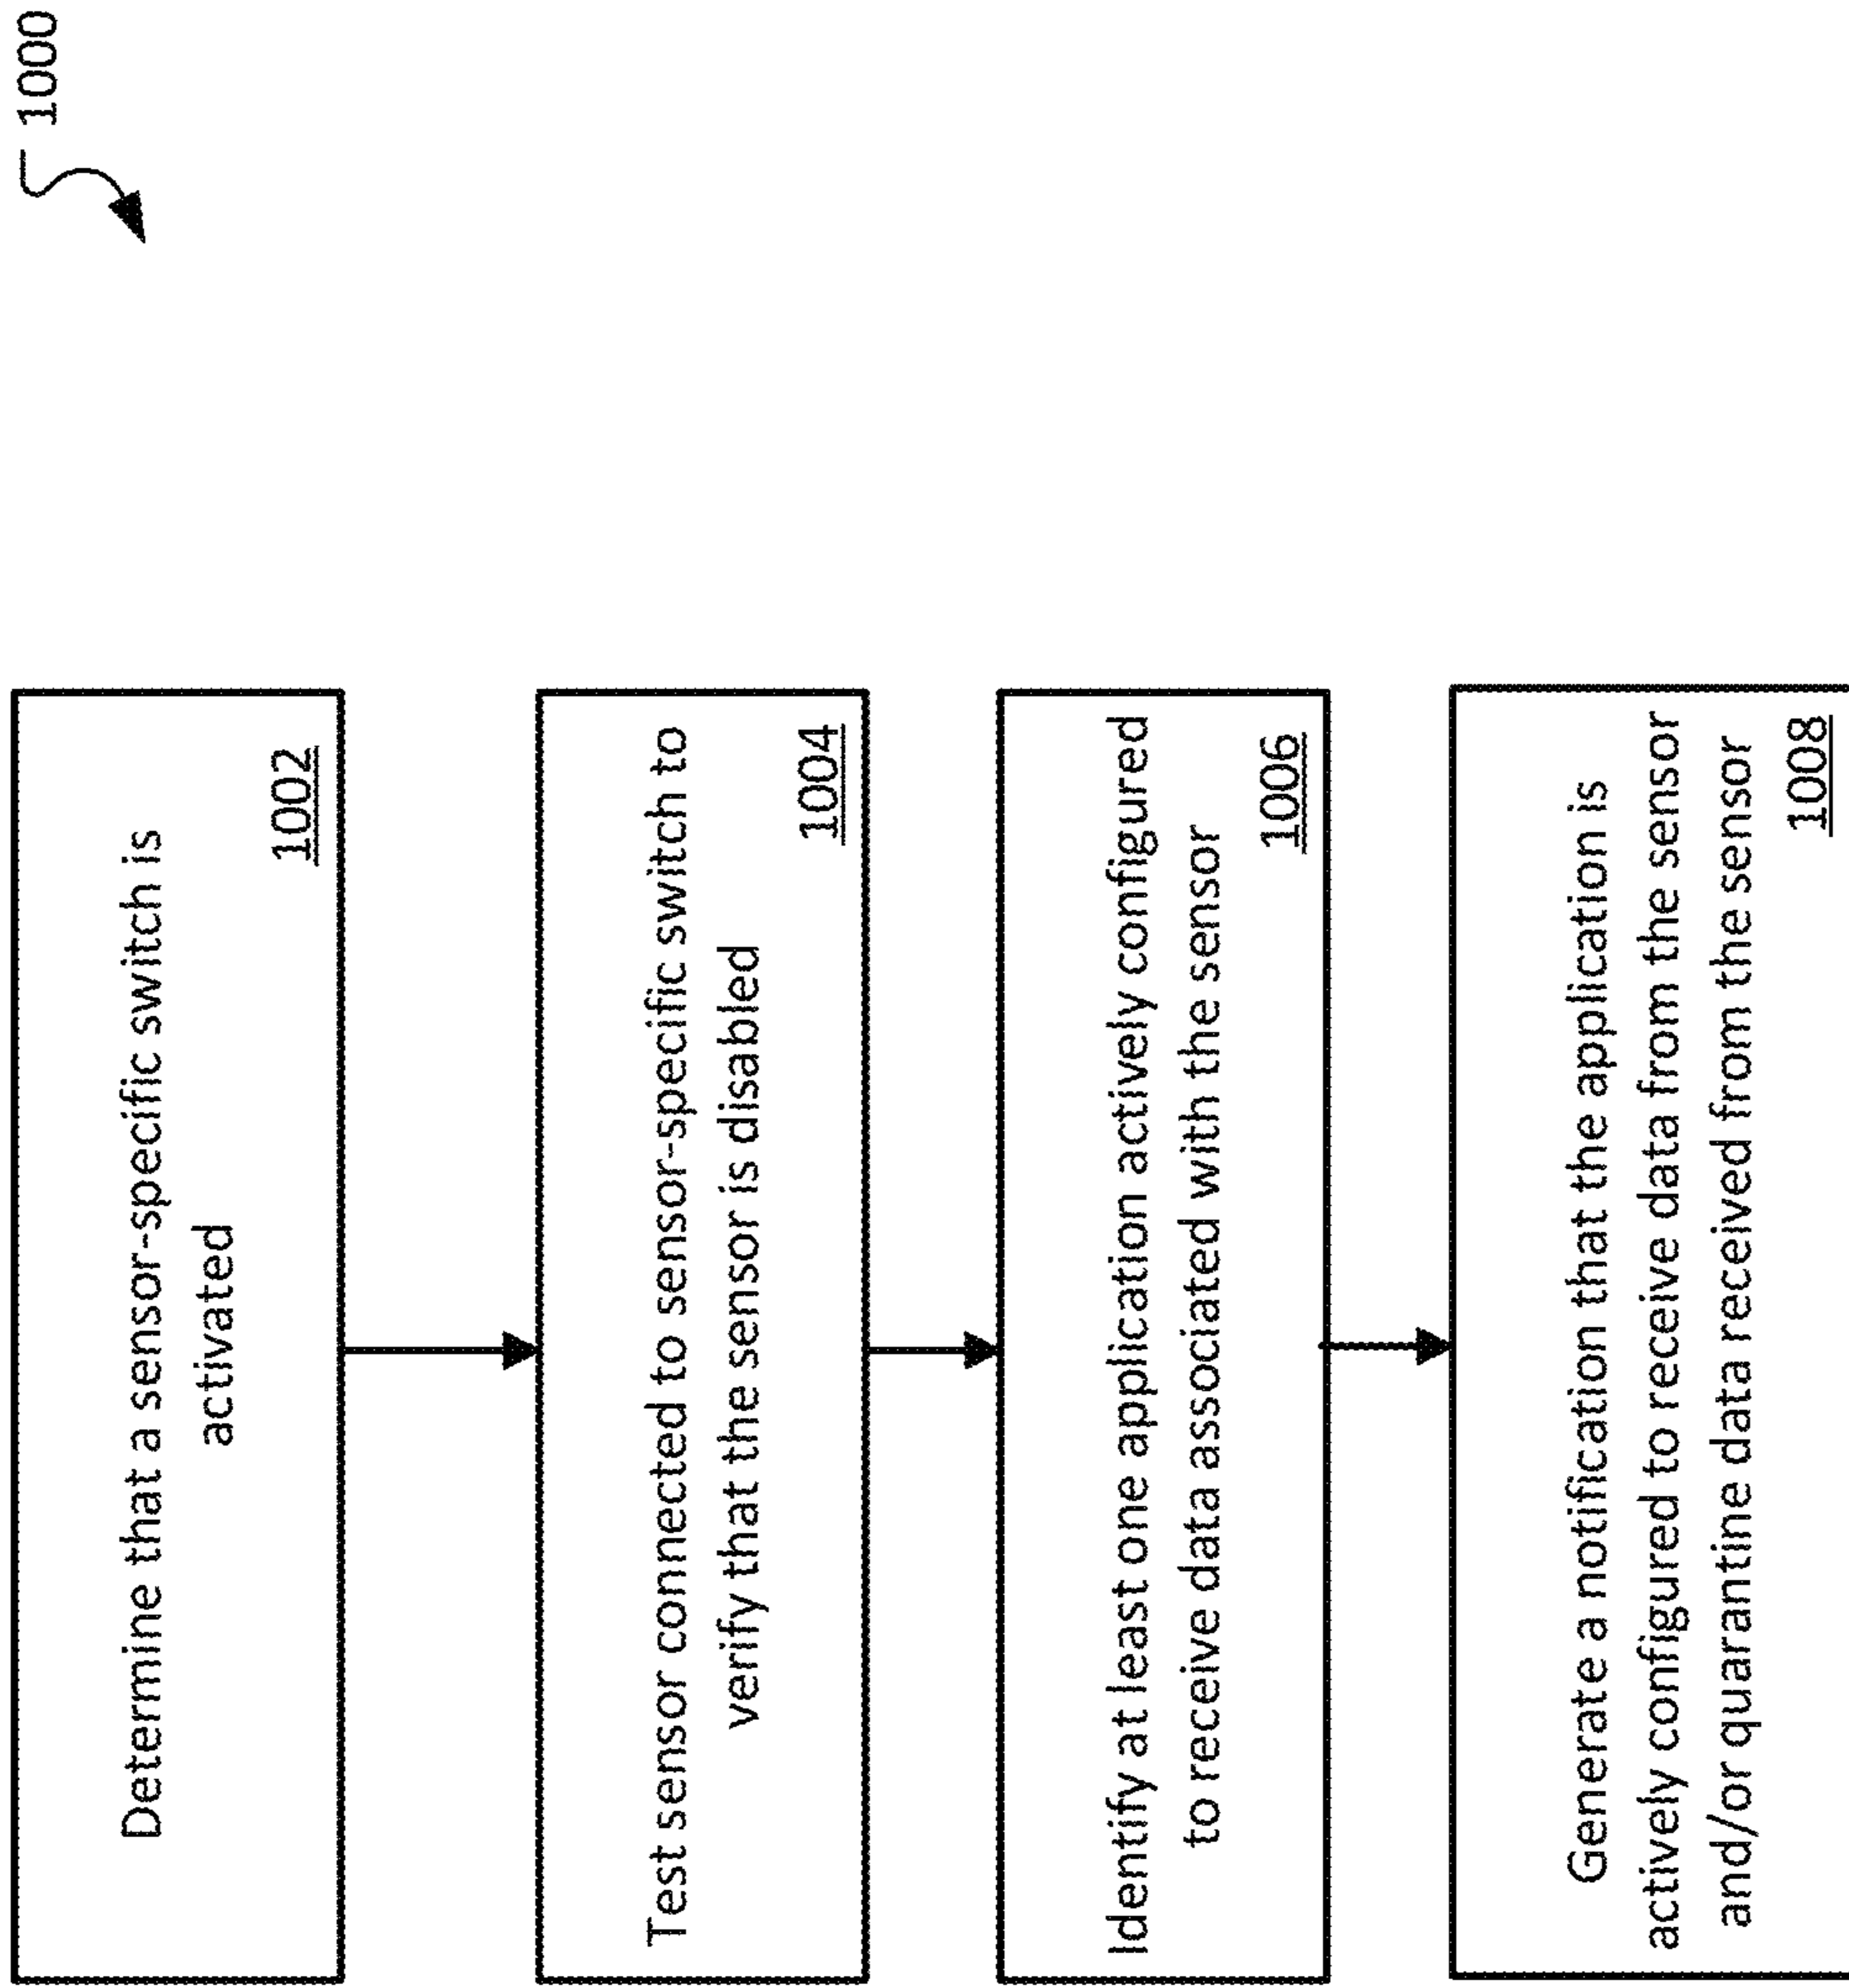 1000
Determine that a sensor-specific switch is
activated
1002
Test sensor connected to sensor-specific switch to
verify that the sensor is disabled
1004
Identify at least one application actively configured
to receive data associated with the sensor
1006
Generate a notification that the application is
actively configured to receive data from the sensor
and/or quarantine data received from the sensor
1008